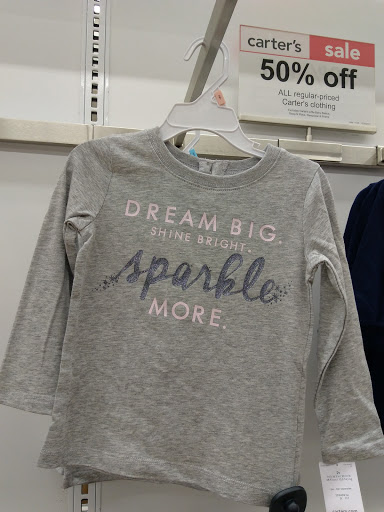 carter's sale
50% off
ALL regular-priced
Carter's clothing
DREAM BIG.
SHINE BRIGHT.
sparkle
MORE.